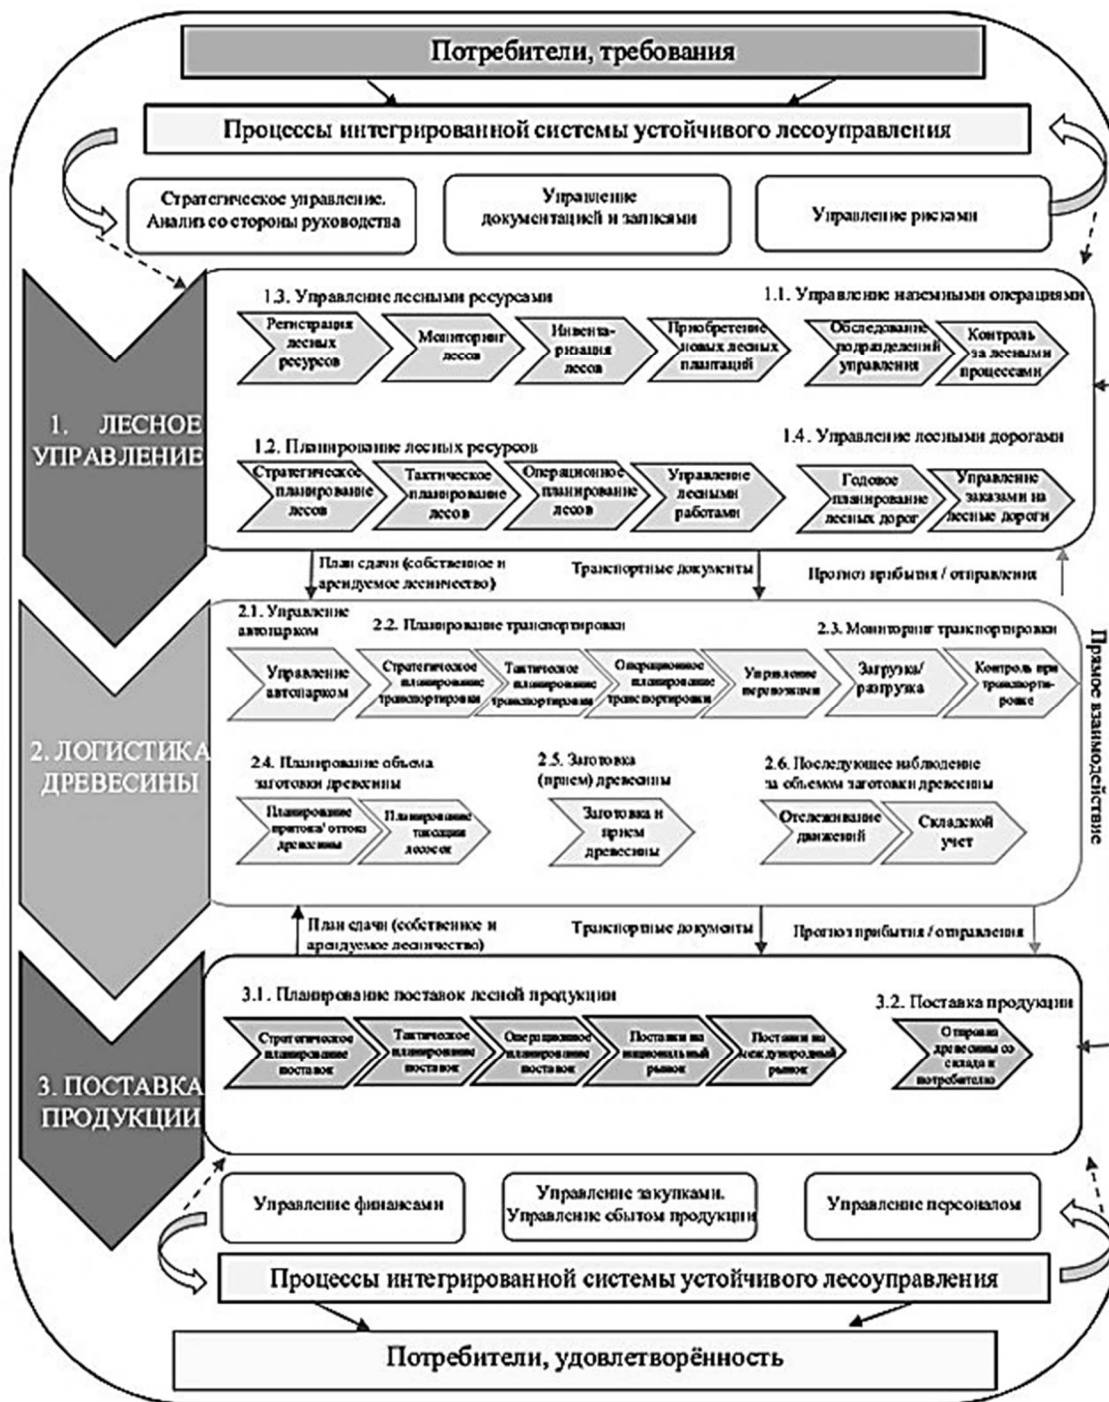 Потребители, требования
Процессы интегрированной системы устойчивого лесоуправления
Стратегическое управление.
Анализ со стороны руководства
Управление
документацией и записями
Управление рисками
1. ЛЕСНОЕ
УПРАВЛЕНИЕ
1.3. Управление лесными ресурсами
Регистрация
лесных
ресурсов
Мониторинг
лесов
Инвента-
ризация
лесов
Приобретение
новых лесных
плантаций
1.1. Управление наземными операциями
Обследование
подразделений
управления
Контроль
за лесными
процессами
1.2. Планирование лесных ресурсов
Стратегическое
планирование
лесов
Тактическое
планирование
лесов
Операционное
планирование
лесов
Управление
лесными
работами
1.4. Управление лесными дорогами
Годовое
планирование
лесных дорог
Управление
заказами на
лесные дороги
План сдачи (собственное и
арендуемое лесничество)
Транспортные документы
Прогноз прибытия / отправления
2. ЛОГИСТИКА
ДРЕВЕСИНЫ
2.1. Управление
автопарком
Управление
автопарком
2.2. Планирование транспортировки
Стратегическое
планирование
транспортировки
Тактическое
планирование
транспортировки
Операционное
планирование
транспортировки
Управление
перевозками
2.3. Мониторинг транспортировки
Загрузка/
разгрузка
Контроль при
транспорти-
ровке
Прямое взаимодействие
2.4. Планирование объема
заготовки древесины
Планирование
притока/ оттока
древесины
Планирование
таксации
лесосек
2.5. Заготовка
(прием) древесины
Заготовка и
прием
древесины
2.6. Последующее наблюдение
за объемом заготовки древесины
Отслеживание
движений
Складской
учет
План сдачи (собственное и
арендуемое лесничество)
Транспортные документы
Прогноз прибытия / отправления
3. ПОСТАВКА
ПРОДУКЦИИ
3.1. Планирование поставок лесной продукции
Стратегическое
планирование
поставок
Тактическое
планирование
поставок
Операционное
планирование
поставок
Поставки на
национальный
рынок
Поставки на
международный
рынок
3.2. Поставка продукции
древесины со
склада к
потребителю
Управление финансами
Управление закупками.
Управление сбытом продукции
Управление персоналом
Процессы интегрированной системы устойчивого лесоуправления
Потребители, удовлетворённость